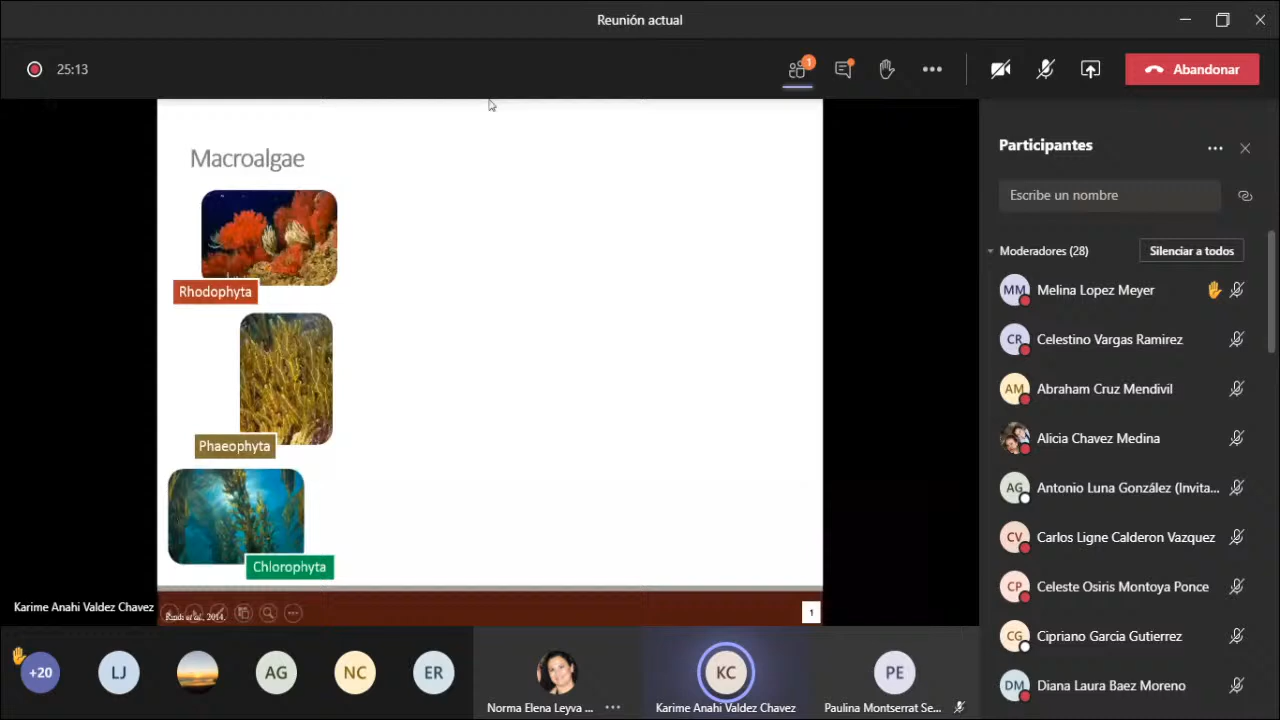 Reunión actual
25:13
1
Abandonar
Macroalgae
Rhodophyta
Phaeophyta
Chlorophyta
2014.
1
Karime Anahi Valdez Chavez
Participantes
Escribe un nombre
Moderadores (28)
Silenciar a todos
MM Melina Lopez Meyer
CR Celestino Vargas Ramirez
AM Abraham Cruz Mendivil
Alicia Chavez Medina
AG Antonio Luna González (Invita...
CV Carlos Ligne Calderon Vazquez
CP Celeste Osiris Montoya Ponce
CG Cipriano Garcia Gutierrez
DM Diana Laura Baez Moreno
+20
LJ
AG
NC
ER
Norma Elena Leyva ...
KC
Karime Anahi Valdez Chavez
PE
Paulina Montserrat Se...